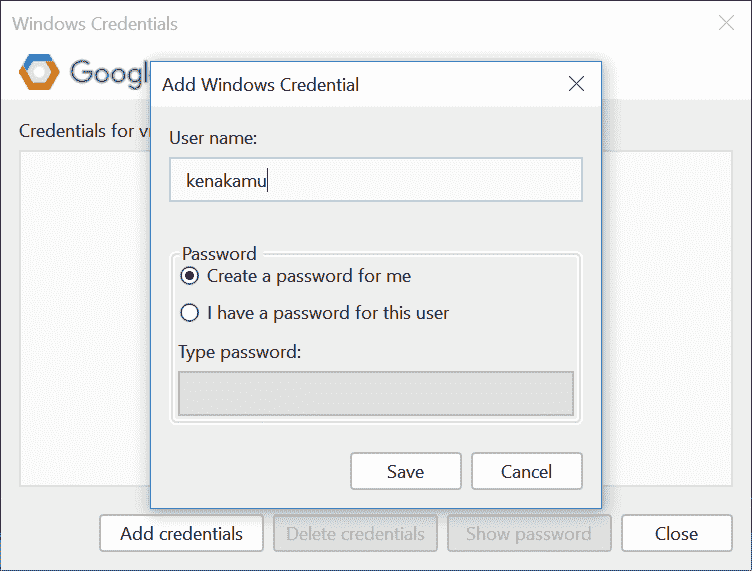 Windows Credentials
Google
Add Windows Credential
Credentials for
User name:
kenakamu
Password
Create a password for me
I have a password for this user
Type password:
Save Cancel
Add credentials Delete credentials Show password Close